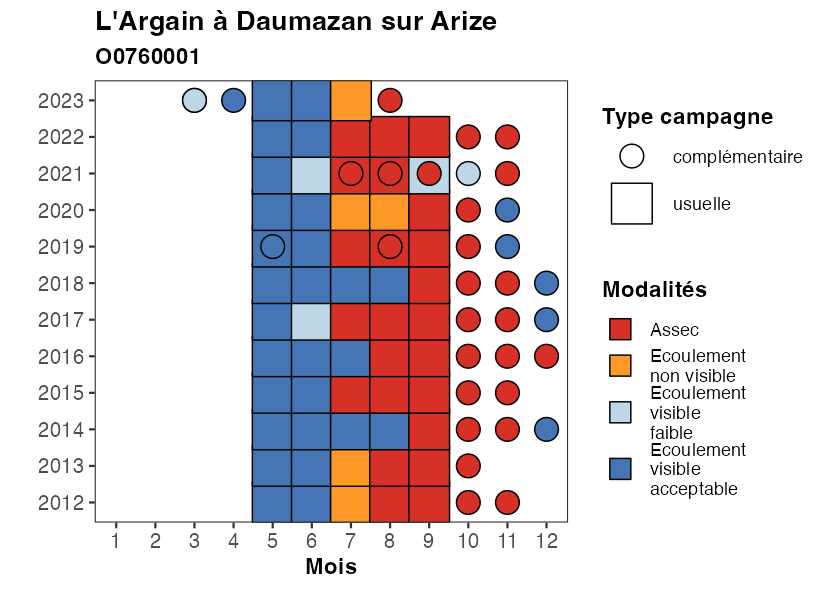 L'Argain à Daumazan sur Arize
O0760001
2023
2022
2021
2020
2019
2018
2017
2016
2015
2014
2013
2012
1 2 3 4 5 6 7 8 9 10 11 12
Mois
Type campagne
complémentaire
usuelle
Modalités
Assec
Ecoulement
non visible
Ecoulement
visible
faible
Ecoulement
visible
acceptable